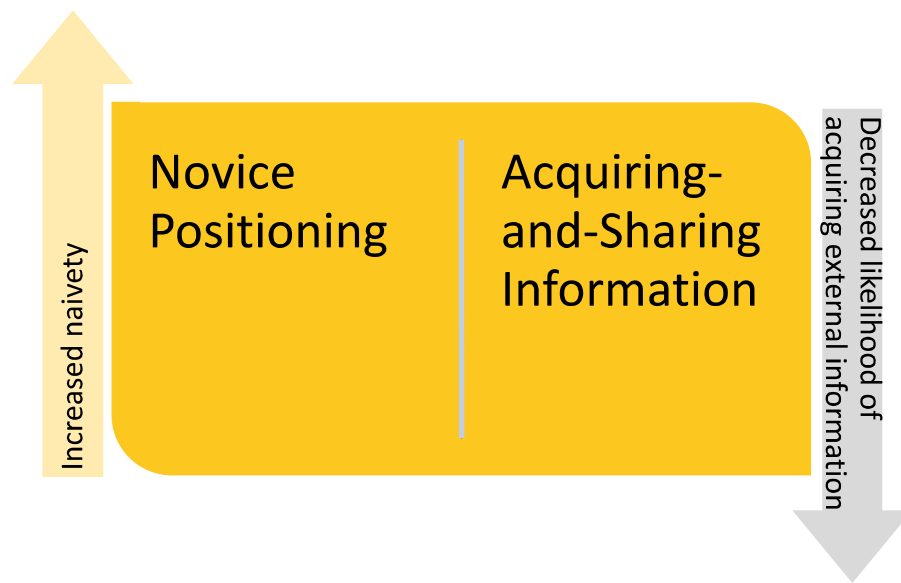 Increased naivety
Novice
Positioning
Acquiring-
and-Sharing
Information
Decreased likelihood of
acquiring external information